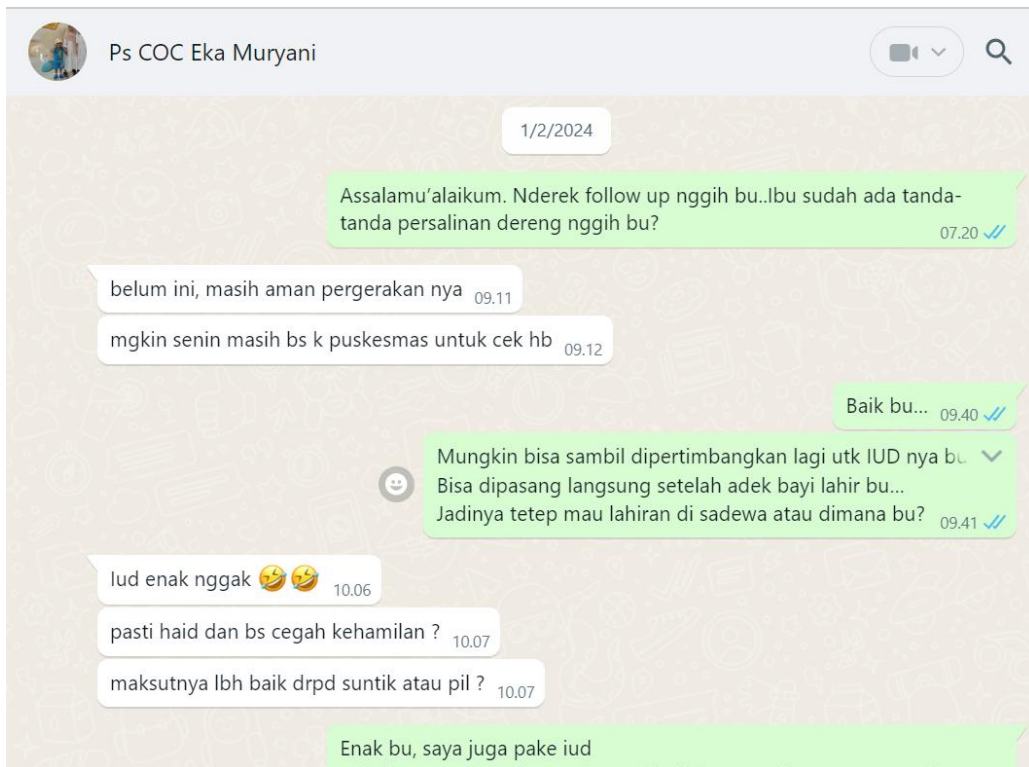 Ps COC Eka Muryani
1/2/2024
Assalamu’alaikum. Nderek follow up nggih bu..Ibu sudah ada tanda-
tanda persalinan dereng nggih bu?
07.20
belum ini, masih aman pergerakan nya 09.11
mgkin senin masih bs k puskesmas untuk cek hb 09.12
Baik bu... 09.40
Mungkin bisa sambil dipertimbangkan lagi utk IUD nya
Bisa dipasang langsung setelah adek bayi lahir bu...
Jadinya tetep mau lahiran di sadewa atau dimana bu? 09.41
Iud enak nggak 🤣🤣 10.06
pasti haid dan bs cegah kehamilan ? 10.07
maksutnya lbh baik drpd suntik atau pil ? 10.07
Enak bu, saya juga pake iud